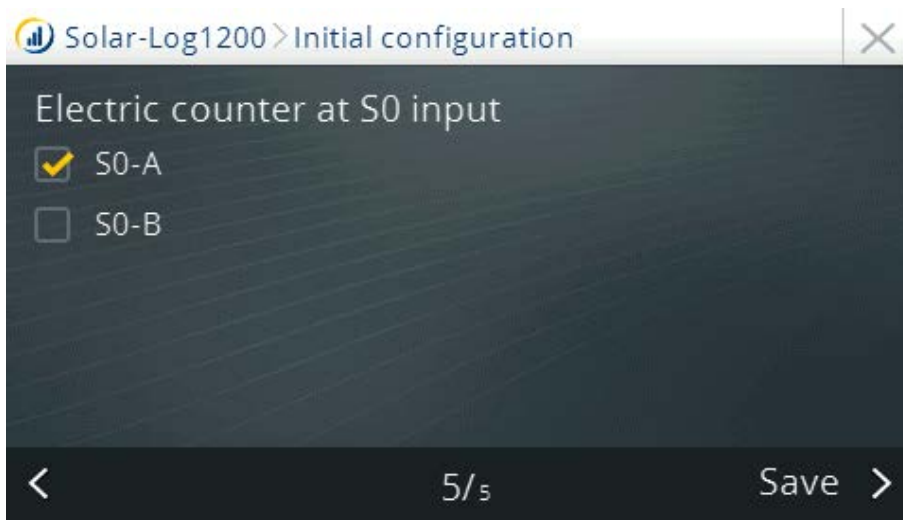 Solar-Log1200 > Initial configuration
Electric counter at S0 input
S0-A
S0-B
5/5
Save >